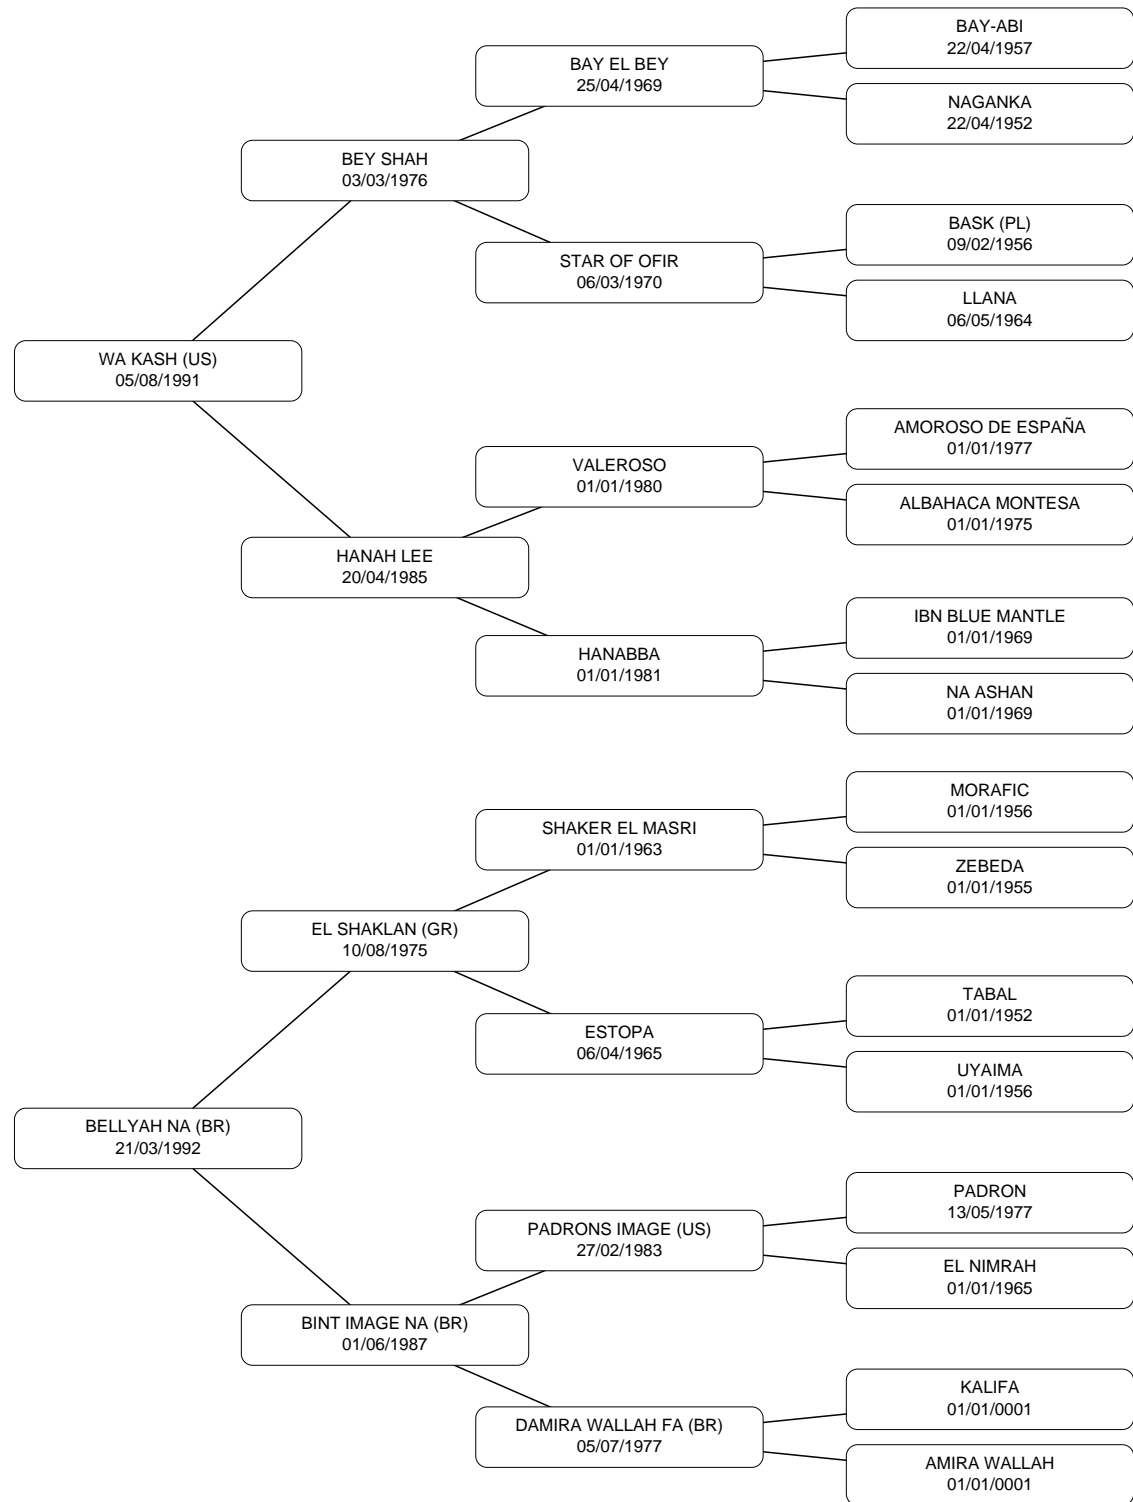 BAY-ABI
22/04/1957
BAY EL BEY
25/04/1969
NAGANKA
22/04/1952
BEY SHAH
03/03/1976
BASK (PL)
09/02/1956
STAR OF OFIR
06/03/1970
LLANA
06/05/1964
WA KASH (US)
05/08/1991
AMOROSO DE ESPAÑA
01/01/1977
VALEROSO
01/01/1980
ALBAHACA MONTESA
01/01/1975
HANAH LEE
20/04/1985
IBN BLUE MANTLE
01/01/1969
HANABBA
01/01/1981
NA ASHAN
01/01/1969
MORAFIC
01/01/1956
SHAKER EL MASRI
01/01/1963
ZEBEDA
01/01/1955
EL SHAKLAN (GR)
10/08/1975
TABAL
01/01/1952
ESTOPA
06/04/1965
UYAIMA
01/01/1956
BELLYAH NA (BR)
21/03/1992
PADRON
13/05/1977
PADRONS IMAGE (US)
27/02/1983
EL NIMRAH
01/01/1965
BINT IMAGE NA (BR)
01/06/1987
KALIFA
01/01/0001
DAMIRA WALLAH FA (BR)
05/07/1977
AMIRA WALLAH
01/01/0001